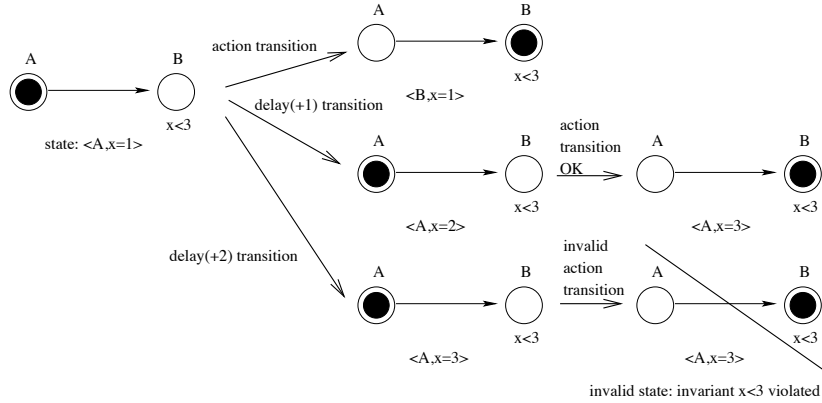 A
B
x<3
state: <A,x=1>
action transition
A
B
x<3
<B,x=1>
delay(+1) transition
A
B
x<3
<A,x=2>
action
transition
OK
A
B
x<3
<A,x=3>
delay(+2) transition
A
B
x<3
<A,x=3>
invalid
action
transition
A
B
x<3
<A,x=3>
invalid state: invariant x<3 violated